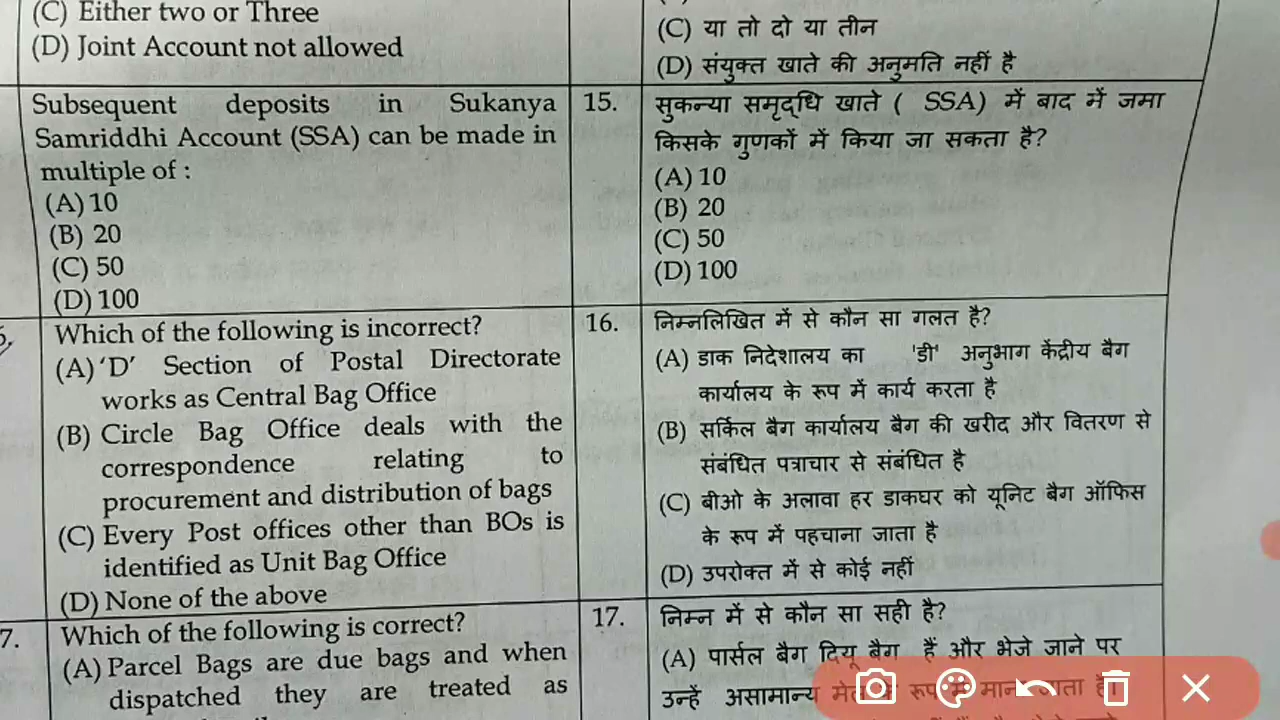 (C) Either two or Three
(D) Joint Account not allowed
Subsequent deposits in Sukanya
Samriddhi Account (SSA) can be made in
multiple of :
(A) 10
(B) 20
(C) 50
(D) 100
Which of the following is incorrect?
(A) ‘D’ Section of Postal Directorate
works as Central Bag Office
(B) Circle Bag Office deals with the
correspondence relating to
procurement and distribution of bags
(C) Every Post offices other than BOs is
identified as Unit Bag Office
(D) None of the above
7. Which of the following is correct?
(A) Parcel Bags are due bags and when
dispatched they are treated as
(C) या तो दो या तीन
(D) संयुक्त खाते की अनुमति नहीं है
15. सुकन्या समृद्धि खाते ( SSA) में बाद में जमा
किसके गुणकों में किया जा सकता है?
(A) 10
(B) 20
(C) 50
(D) 100
16. निम्नलिखित में से कौन सा गलत है?
(A) डाक निदेशालय का 'डी' अनुभाग केंद्रीय बैग
कार्यालय के रूप में कार्य करता है
(B) सर्किल बैग कार्यालय बैग की खरीद और वितरण से
संबंधित पत्राचार से संबंधित है
(C) बीओ के अलावा हर डाकघर को यूनिट बैग ऑफिस
के रूप में पहचाना जाता है
(D) उपरोक्त में से कोई नहीं
17. निम्न में से कौन सा सही है?
(A) पार्सल बैग दियू बैग हैं और भेजे जाने पर
उन्हें असामान्य रूप में माना जाता है।